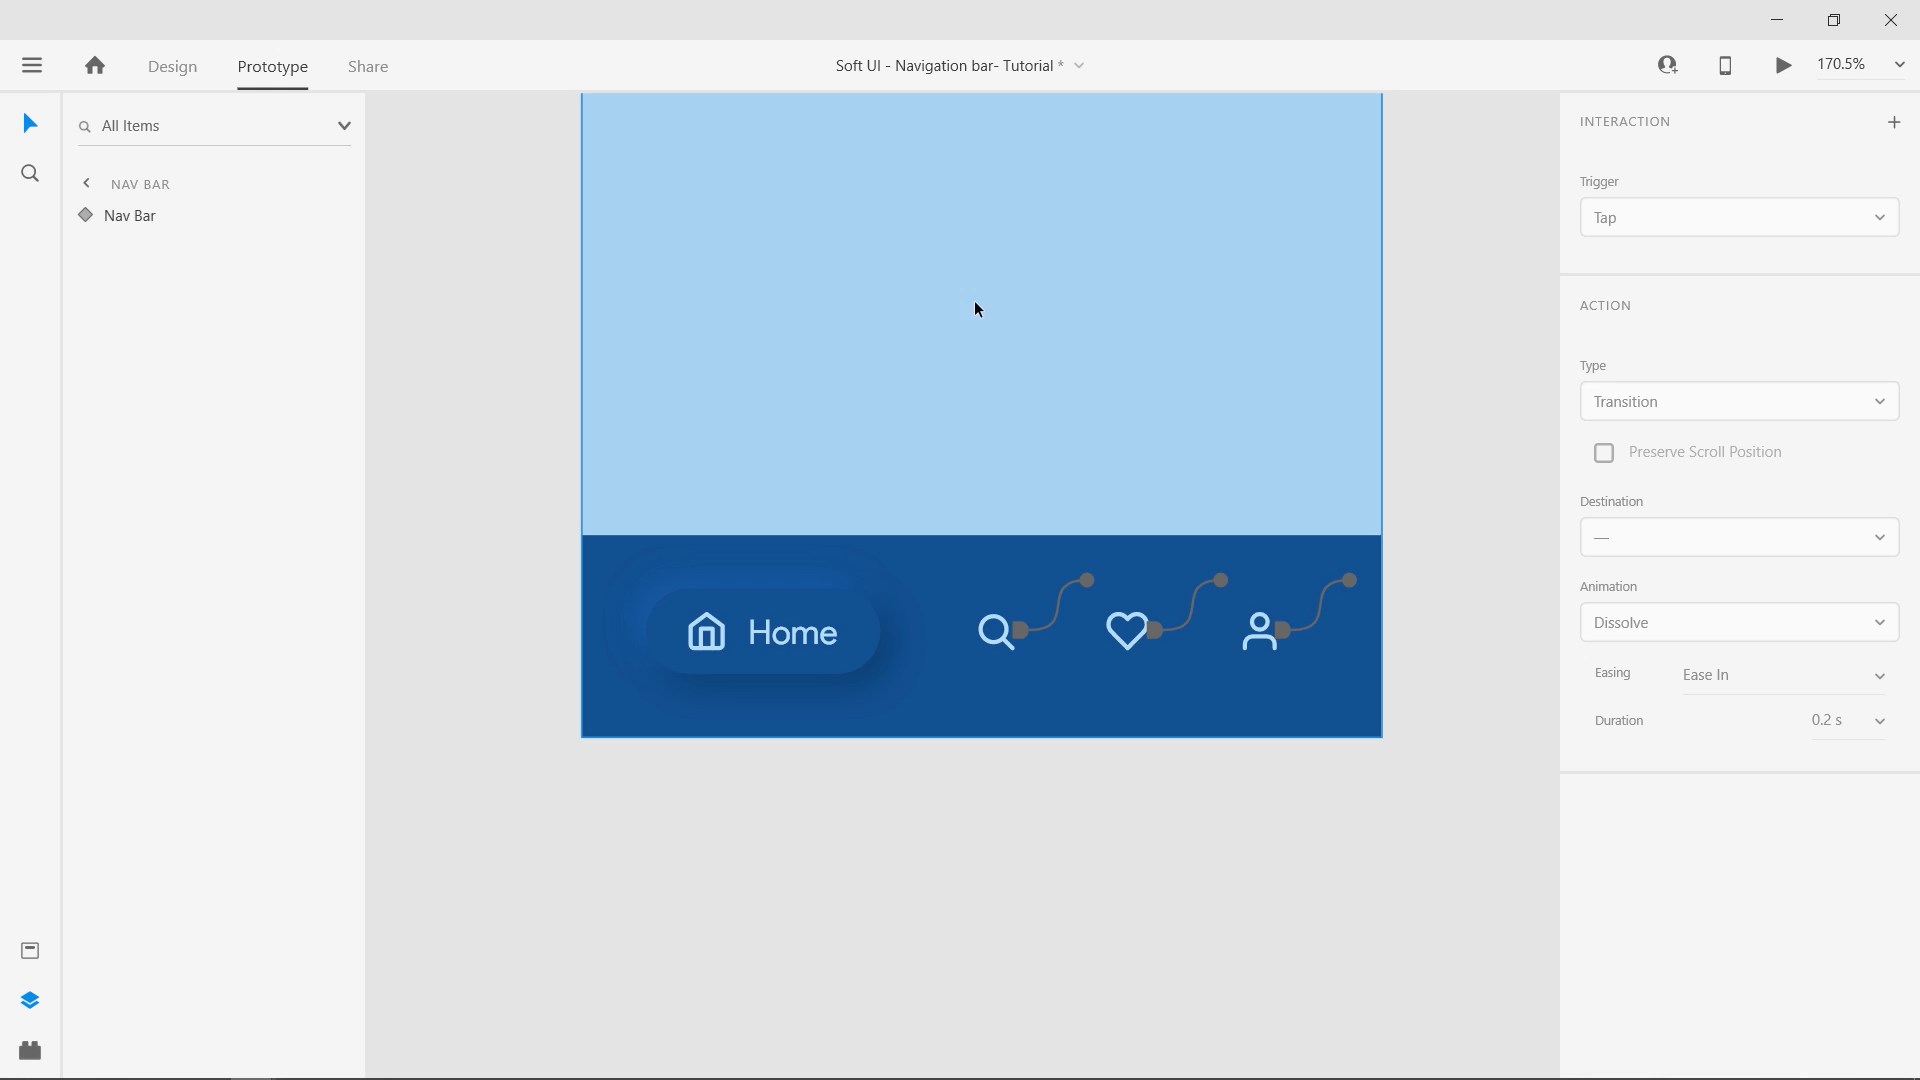 Design
Prototype
Share
Soft UI - Navigation bar- Tutorial *
170.5%
All Items
NAV BAR
Nav Bar
Home
INTERACTION
Trigger
Tap
ACTION
Type
Transition
Preserve Scroll Position
Destination
—
Animation
Dissolve
Easing
Ease In
Duration
0.2 s